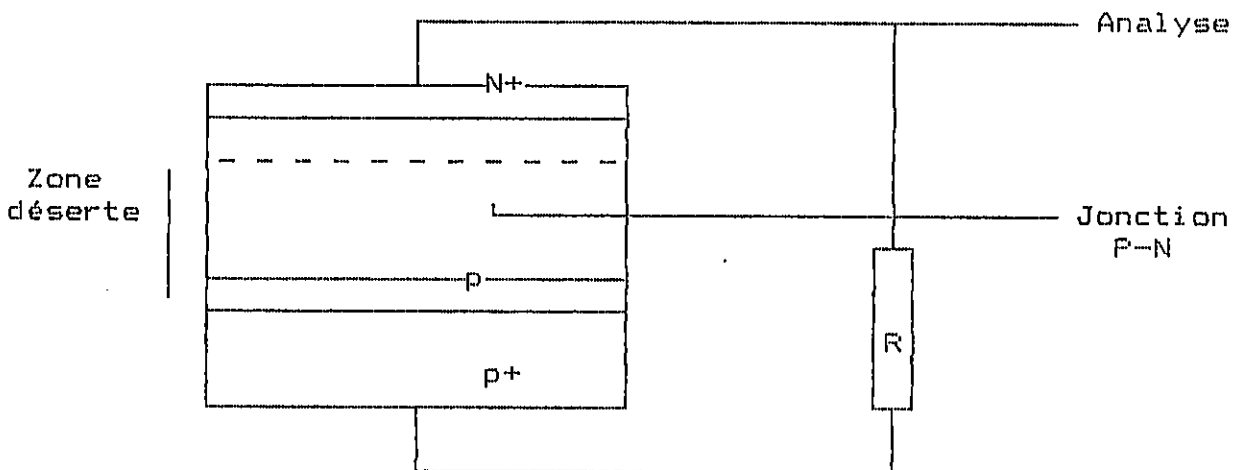 Analyse
N+
Zone
déserte
Jonction
P-N
p
R
p+